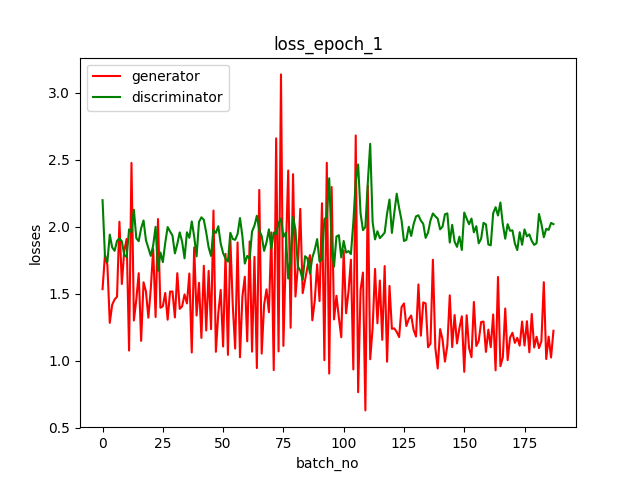 loss_epoch_1
generator
discriminator
3.0
2.5
2.0
1.5
1.0
0.5
losses
0 25 50 75 100 125 150 175
batch_no